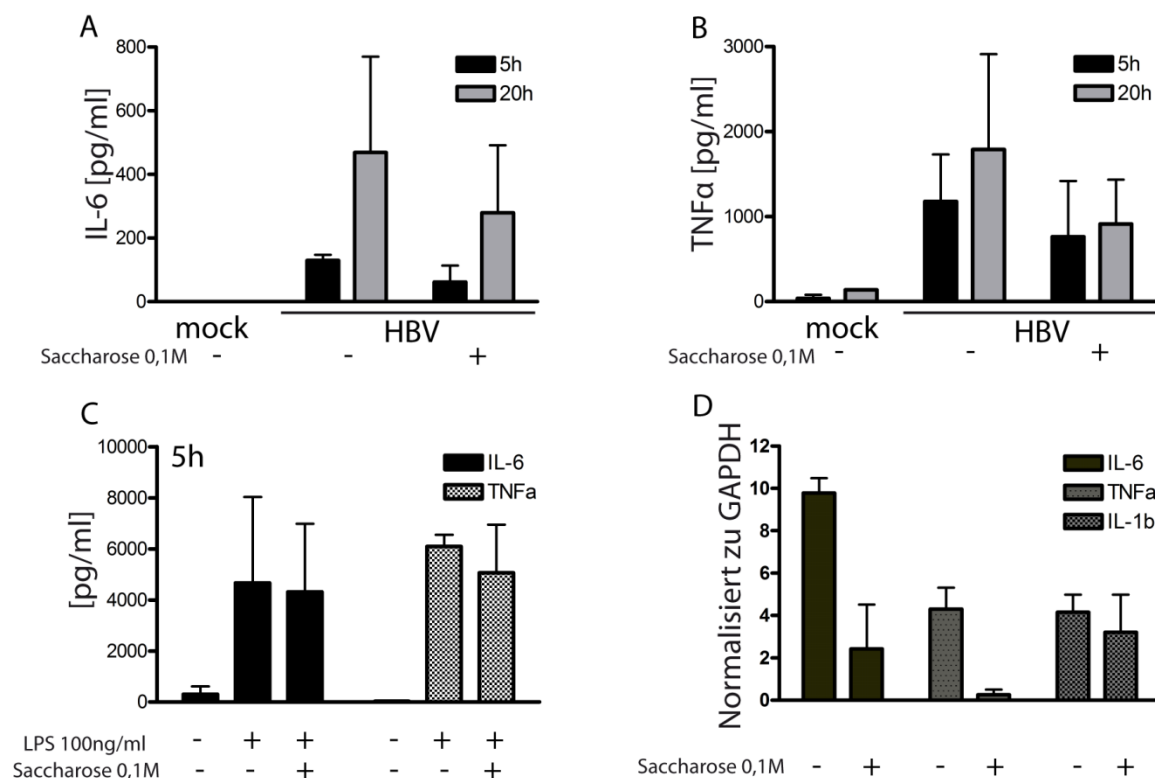 A
IL-6 [pg/ml]
800
600
400
200
0
5h
20h
mock
HBV
Saccharose 0,1M - - +
B
TNFα [pg/ml]
3000
2000
1000
0
5h
20h
mock
HBV
Saccharose 0,1M - - +
C
5h
[pg/ml]
10000
8000
6000
4000
2000
0
IL-6
TNFa
LPS 100ng/ml - + + - + +
Saccharose 0,1M - - + - - +
D
Normalisiert zu GAPDH
12
10
8
6
4
2
0
IL-6
TNFa
IL-1b
Saccharose 0,1M - + - + - +